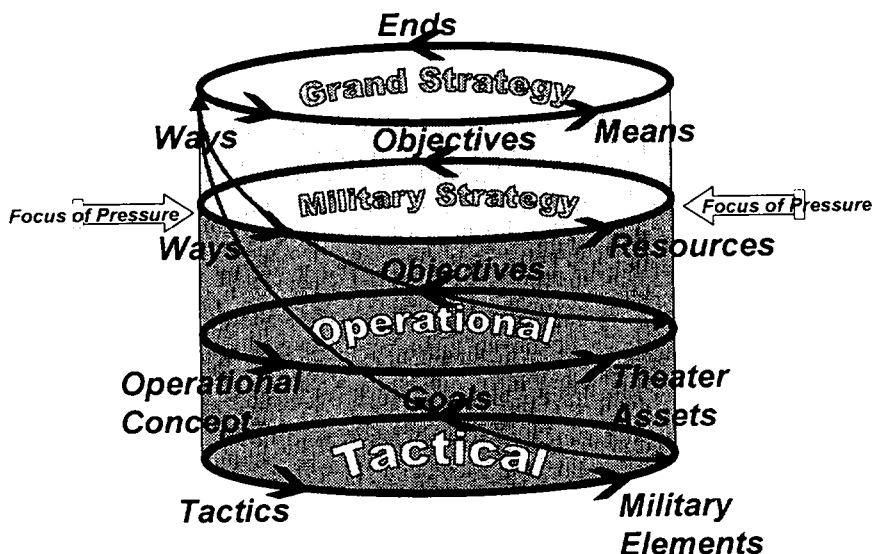 Ends
Grand Strategy
Ways Objectives Means
Military Strategy
Focus of Pressure
Focus of Pressure
Ways Resources
Objectives
Operational
Operational Concept
Theater Assets
Goals
Tactical
Tactics
Military Elements